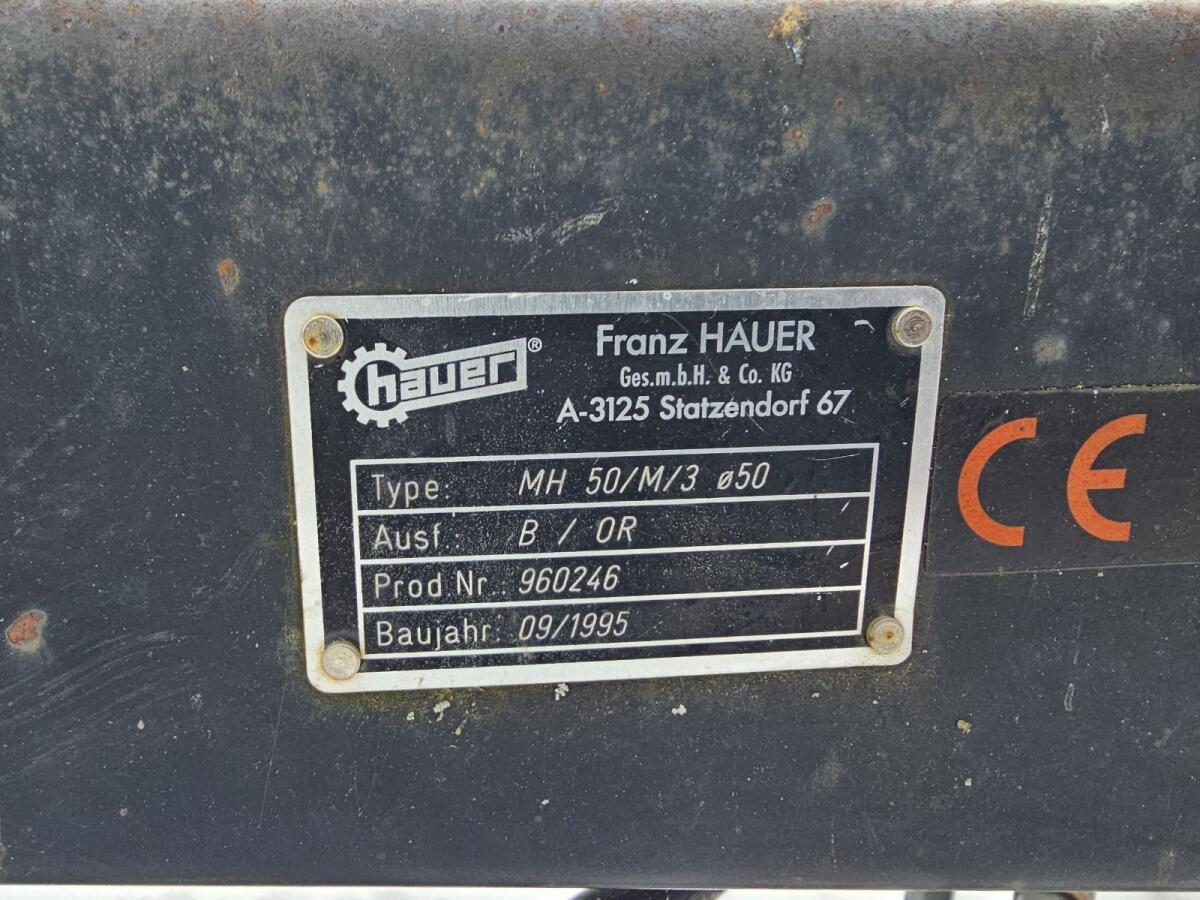 hauer®
Franz HAUER
Ges.m.b.H. & Co. KG
A-3125 Statzendorf 67
Type: MH 50/M/3 ø50
Ausf.: B / OR
Prod Nr.: 960246
Baujahr: 09/1995
CE